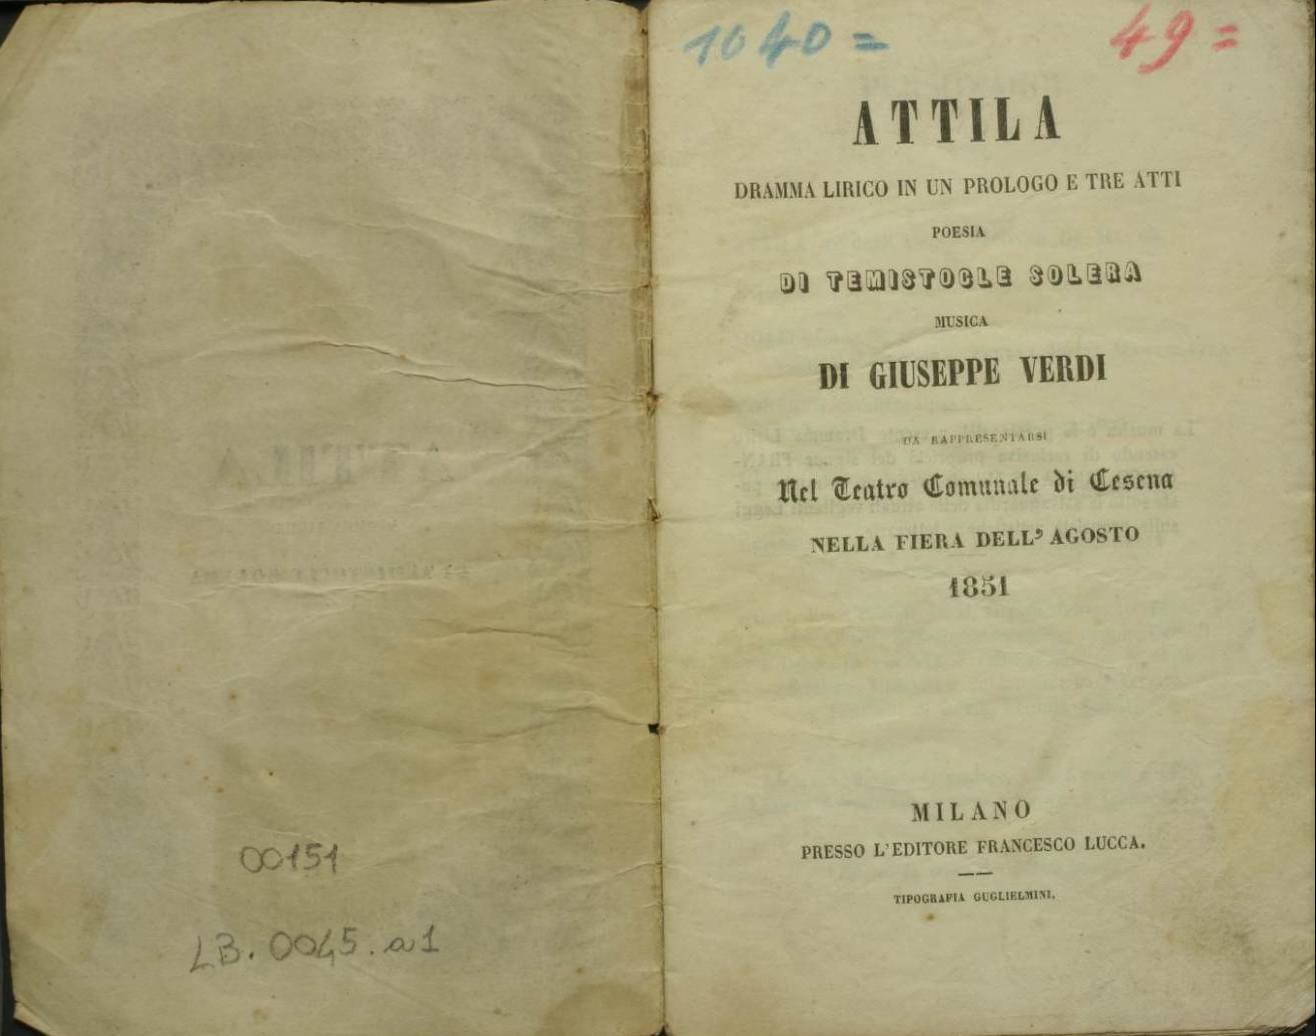 00151
LB. 0045. a1
1040 =
49 =
ATTILA
DRAMMA LIRICO IN UN PROLOGO E TRE ATTI
POESIA
DI TEMISTOCLE SOLERA
MUSICA
DI GIUSEPPE VERDI
DA RAPPRESENTARSI
Nel Teatro Comunale di Cesena
NELLA FIERA DELL' AGOSTO
1851
MILANO
PRESSO L'EDITORE FRANCESCO LUCCA.
TIPOGRAFIA GUGLIELMINI.